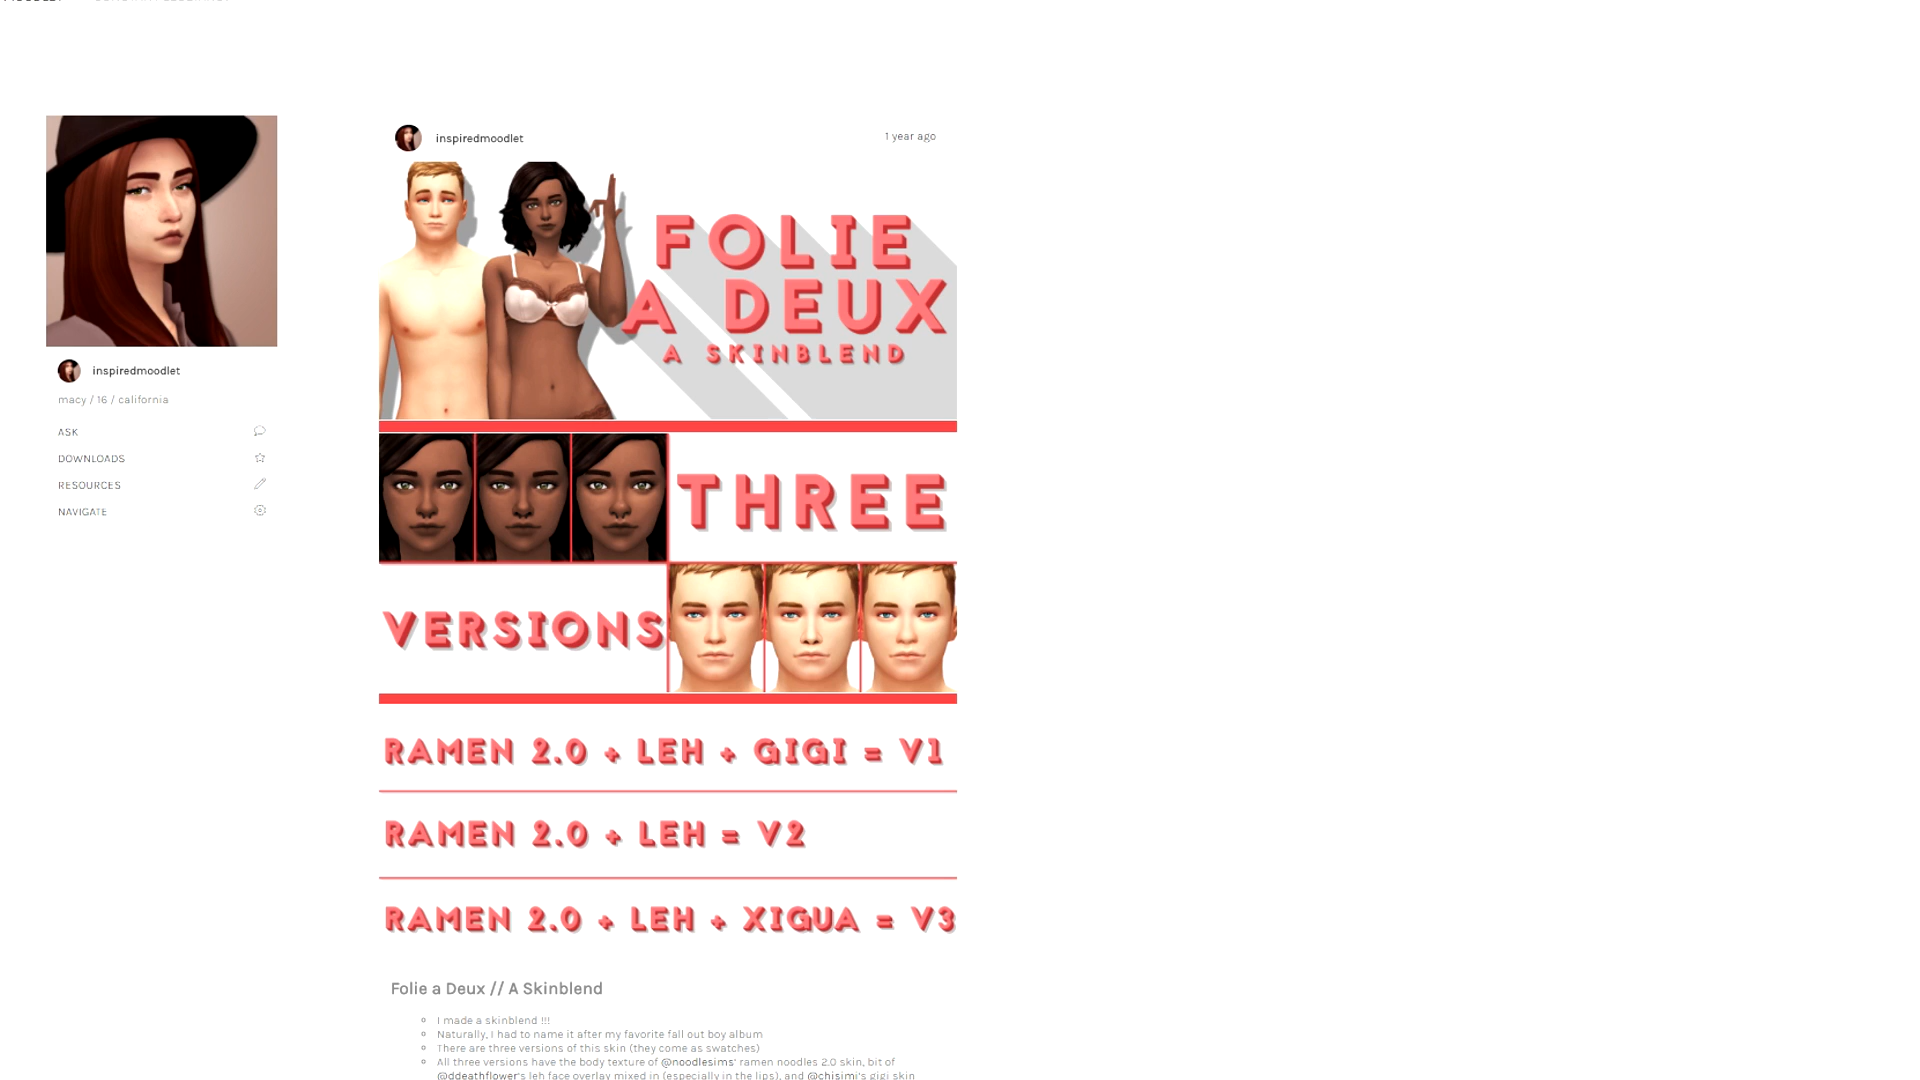 inspiredmoodlet
1 year ago
FOLIE
A DEUX
A SKINBLEND
inspiredmoodlet
macy / 16 / california
ASK
DOWNLOADS
RESOURCES
NAVIGATE
THREE
VERSIONS
RAMEN 2.0 + LEH + GIGI = V1
RAMEN 2.0 + LEH = V2
RAMEN 2.0 + LEH + XIGUA = V3
Folie a Deux // A Skinblend
I made a skinblend !!!
Naturally, I had to name it after my favorite fall out boy album
There are three versions of this skin (they come as swatches)
All three versions have the body texture of @noodlesims' ramen noodles 2.0 skin, bit of
@ddeathflower's leh face overlay mixed in (especially in the lips), and @chisimi's gigi skin